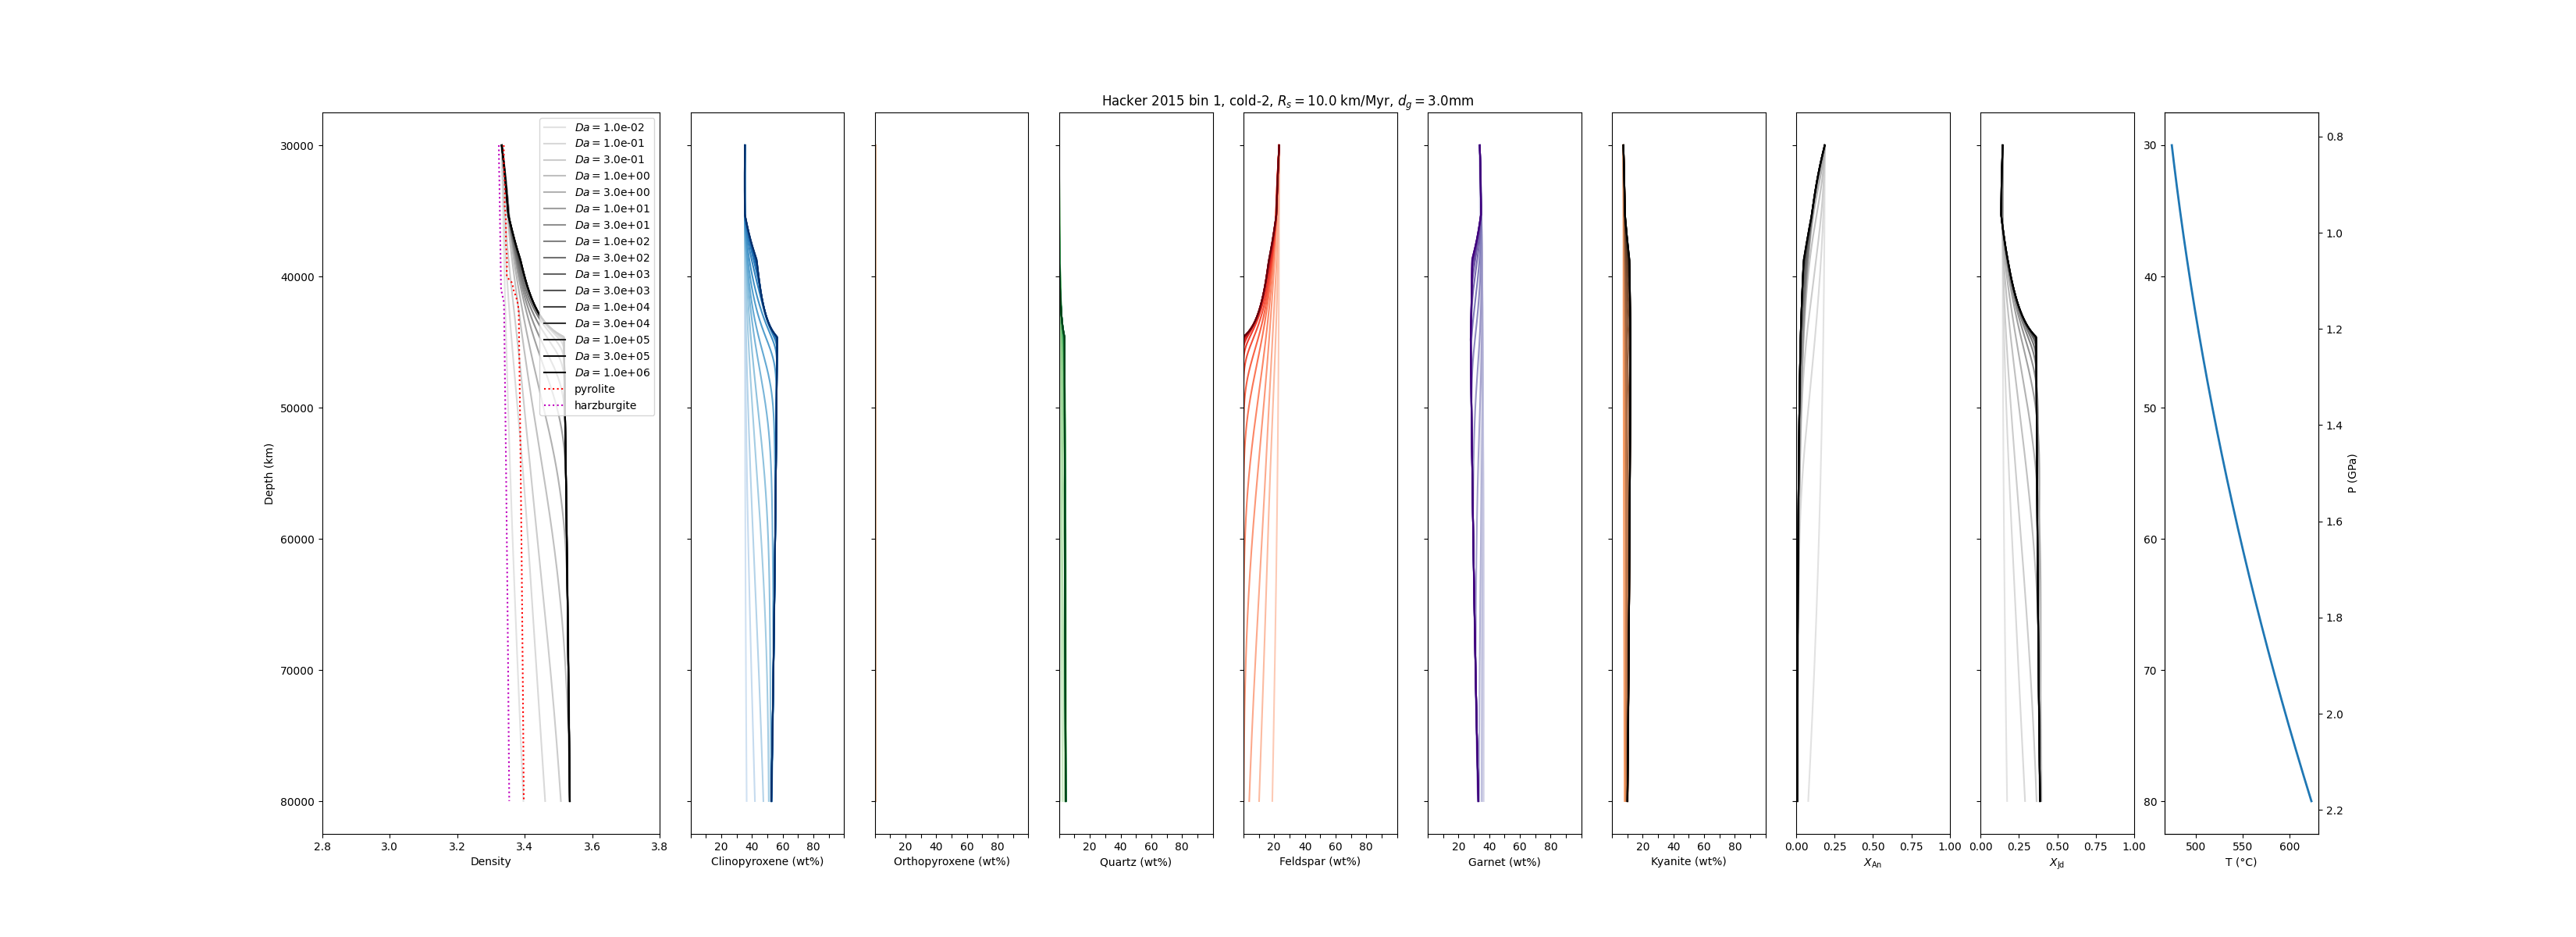 Hacker 2015 bin 1, cold-2, R_s = 10.0 km/Myr, d_g = 3.0mm
Da = 1.0e-02
Da = 1.0e-01
Da = 3.0e-01
Da = 1.0e+00
Da = 3.0e+00
Da = 1.0e+01
Da = 3.0e+01
Da = 1.0e+02
Da = 3.0e+02
Da = 1.0e+03
Da = 3.0e+03
Da = 1.0e+04
Da = 3.0e+04
Da = 1.0e+05
Da = 3.0e+05
Da = 1.0e+06
pyrolite
harzburgite
Depth (km)
30000
40000
50000
60000
70000
80000
2.8 3.0 3.2 3.4 3.6 3.8
Density
20 40 60 80
Clinopyroxene (wt%)
20 40 60 80
Orthopyroxene (wt%)
20 40 60 80
Quartz (wt%)
20 40 60 80
Feldspar (wt%)
20 40 60 80
Garnet (wt%)
20 40 60 80
Kyanite (wt%)
0.00 0.25 0.50 0.75 1.00
X_An
0.00 0.25 0.50 0.75 1.00
X_Jd
30
40
50
60
70
80
500 550 600
T (°C)
0.8
1.0
1.2
1.4
1.6
1.8
2.0
2.2
P (GPa)